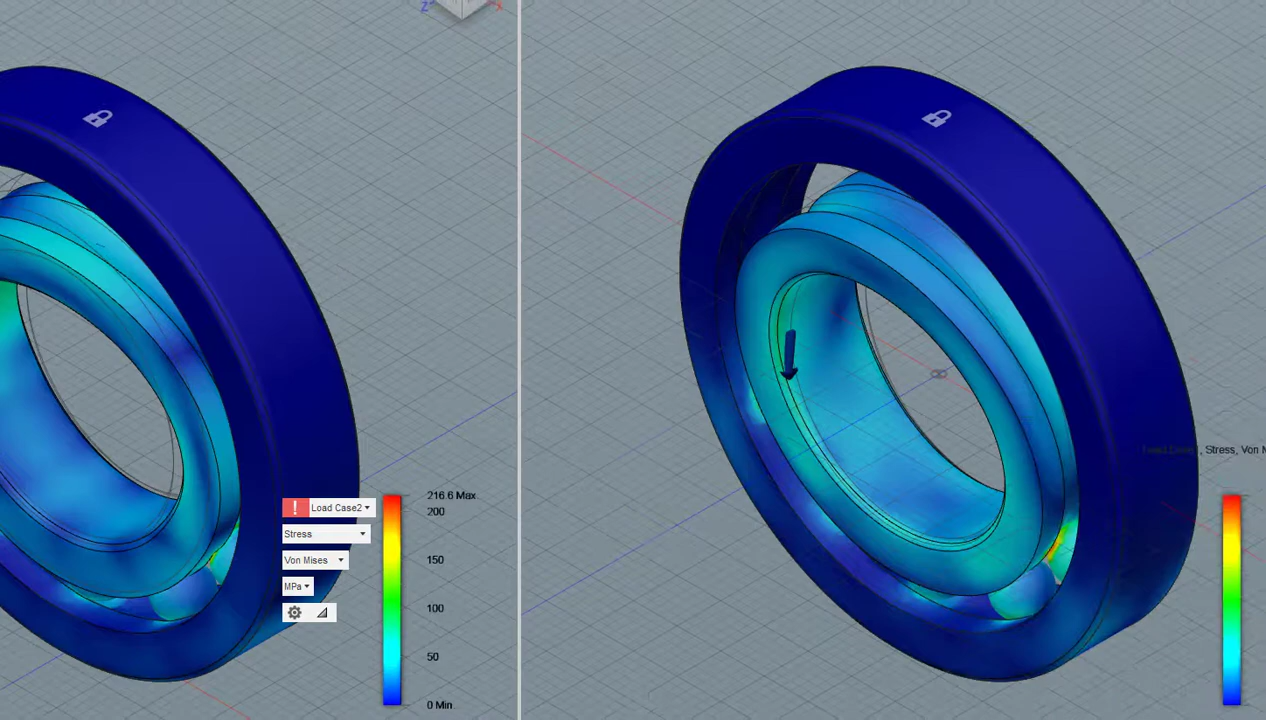 Z
X
216.6 Max
! Load Case2
200
Stress
150
Von Mises
MPa
100
50
0 Min.
, Stress, Von M